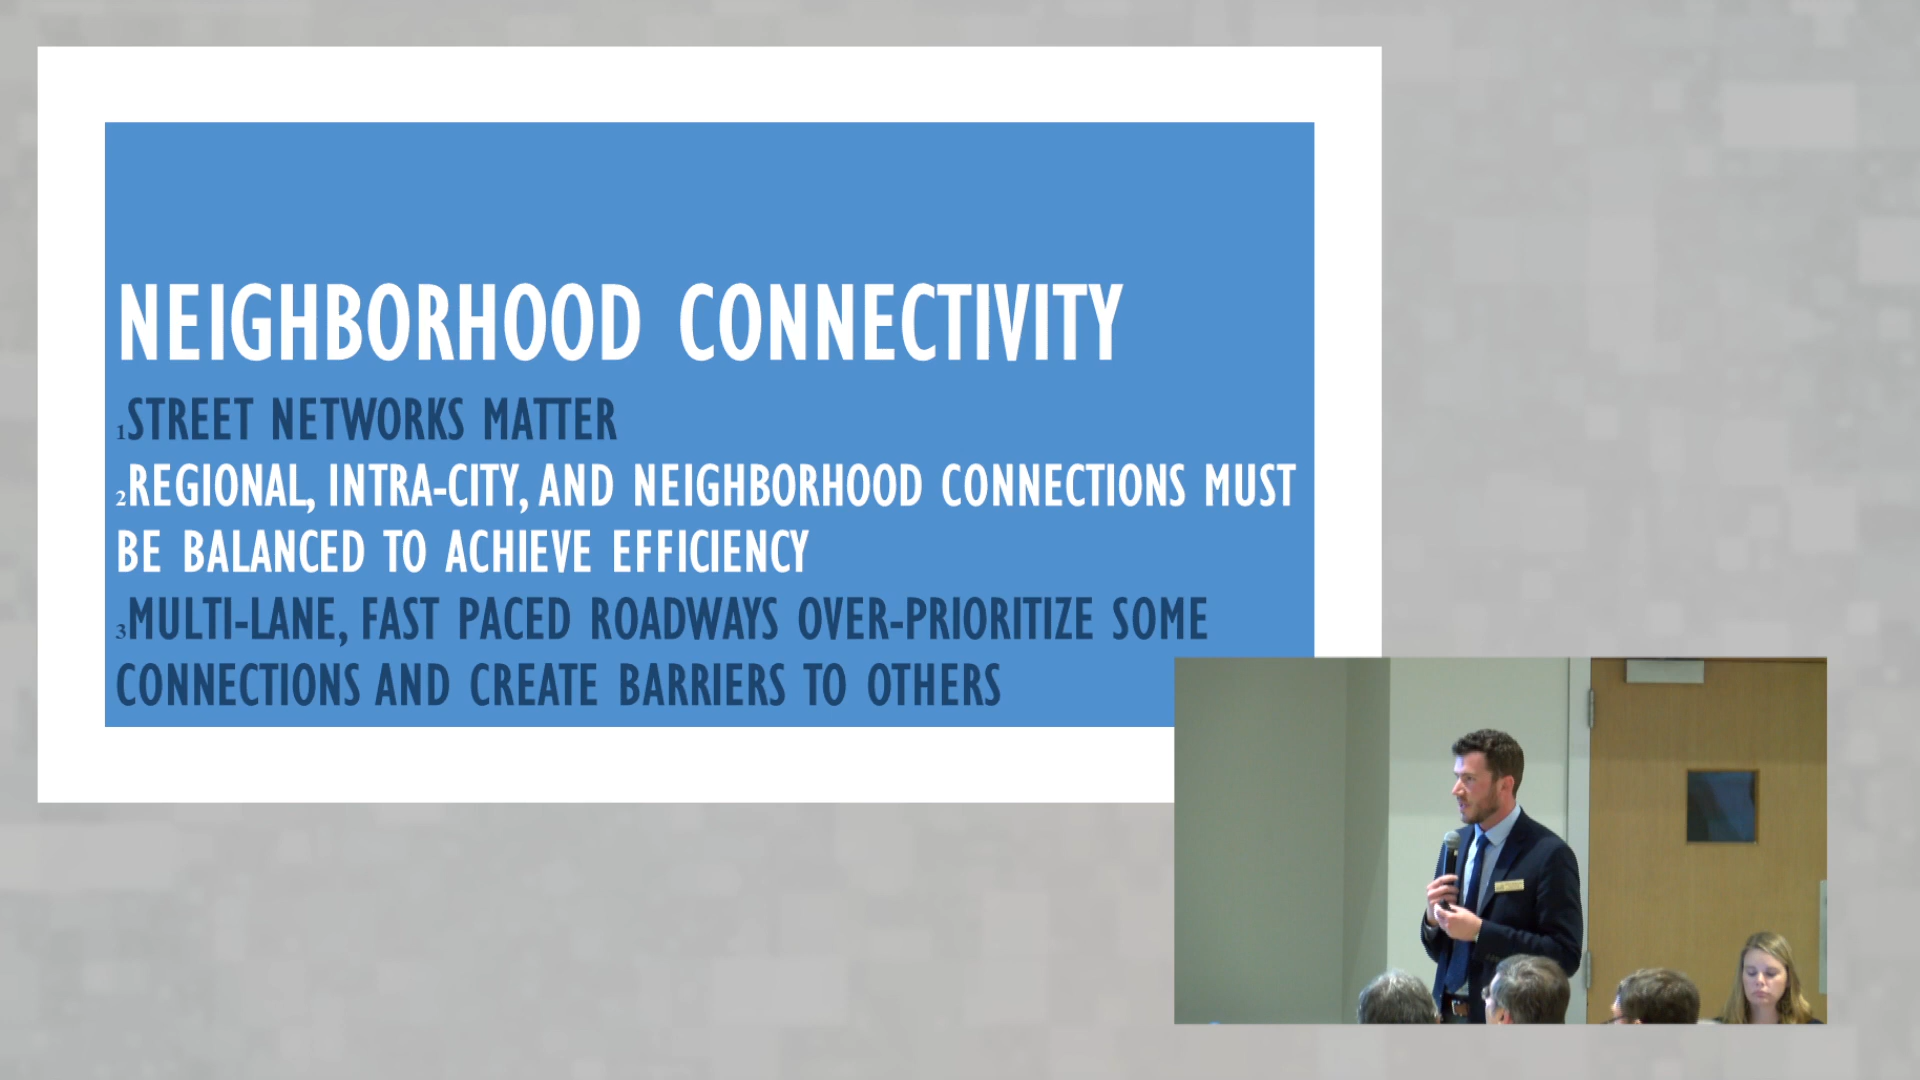 NEIGHBORHOOD CONNECTIVITY
1STREET NETWORKS MATTER
2REGIONAL, INTRA-CITY, AND NEIGHBORHOOD CONNECTIONS MUST
BE BALANCED TO ACHIEVE EFFICIENCY
3MULTI-LANE, FAST PACED ROADWAYS OVER-PRIORITIZE SOME
CONNECTIONS AND CREATE BARRIERS TO OTHERS